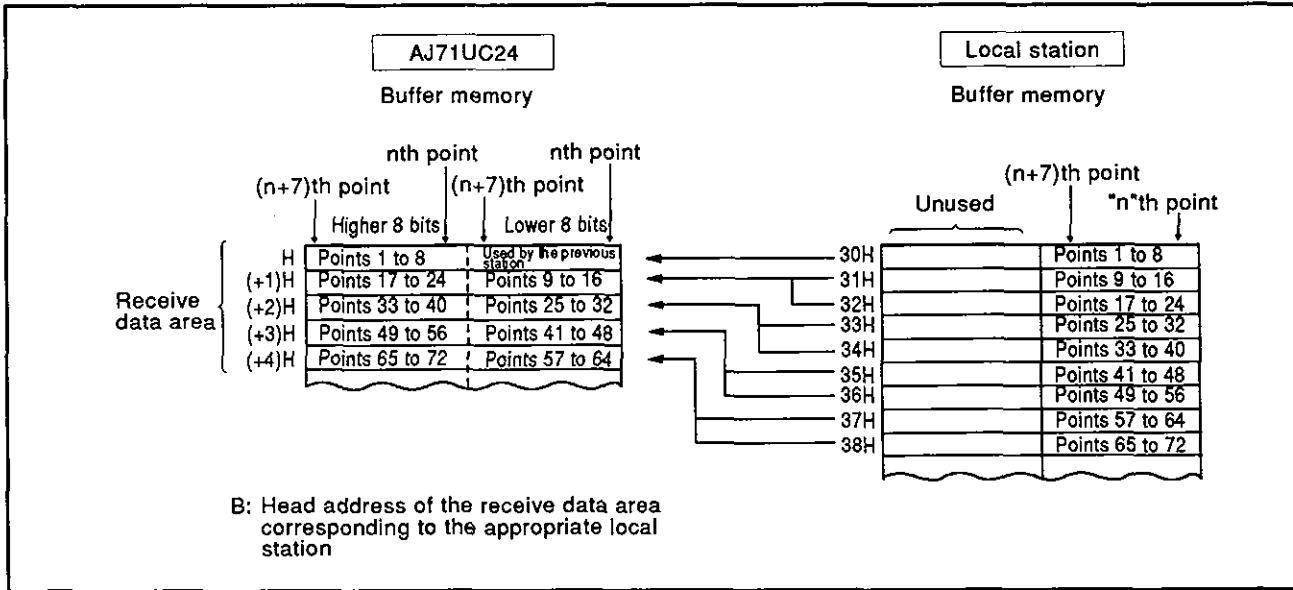 AJ71UC24
Buffer memory
nth point nth point
(n+7)th point (n+7)th point
Higher 8 bits Lower 8 bits
Receive
data area
H Points 1 to 8 Used by the previous
station
(+1)H Points 17 to 24 Points 9 to 16
(+2)H Points 33 to 40 Points 25 to 32
(+3)H Points 49 to 56 Points 41 to 48
(+4)H Points 65 to 72 Points 57 to 64
B: Head address of the receive data area
corresponding to the appropriate local
station
Local station
Buffer memory
(n+7)th point
Unused "n"th point
30H Points 1 to 8
31H Points 9 to 16
32H Points 17 to 24
33H Points 25 to 32
34H Points 33 to 40
35H Points 41 to 48
36H Points 49 to 56
37H Points 57 to 64
38H Points 65 to 72